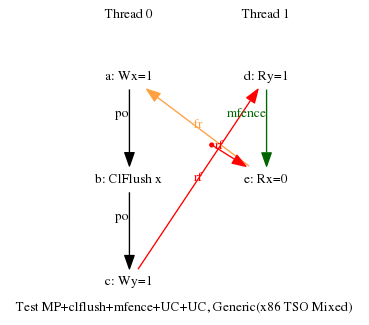 Thread 0 Thread 1
a: Wx=1 d: Ry=1
po mfence
fr
rf
b: ClFlush x rf e: Rx=0
po
c: Wy=1
Test MP+clflush+mfence+UC+UC, Generic(x86 TSO Mixed)